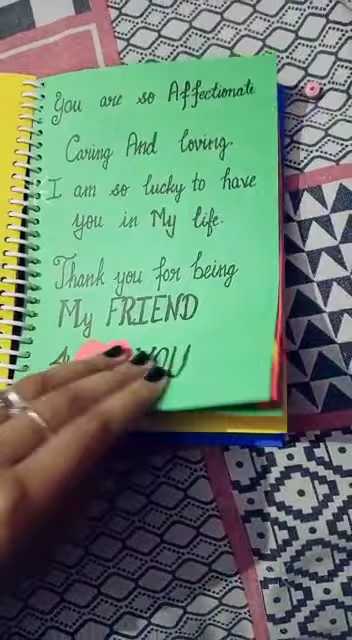 You are so Affectionate
Caring And loving.
I am so lucky to have
you in My life.
Thank you for being
My FRIEND
YOU